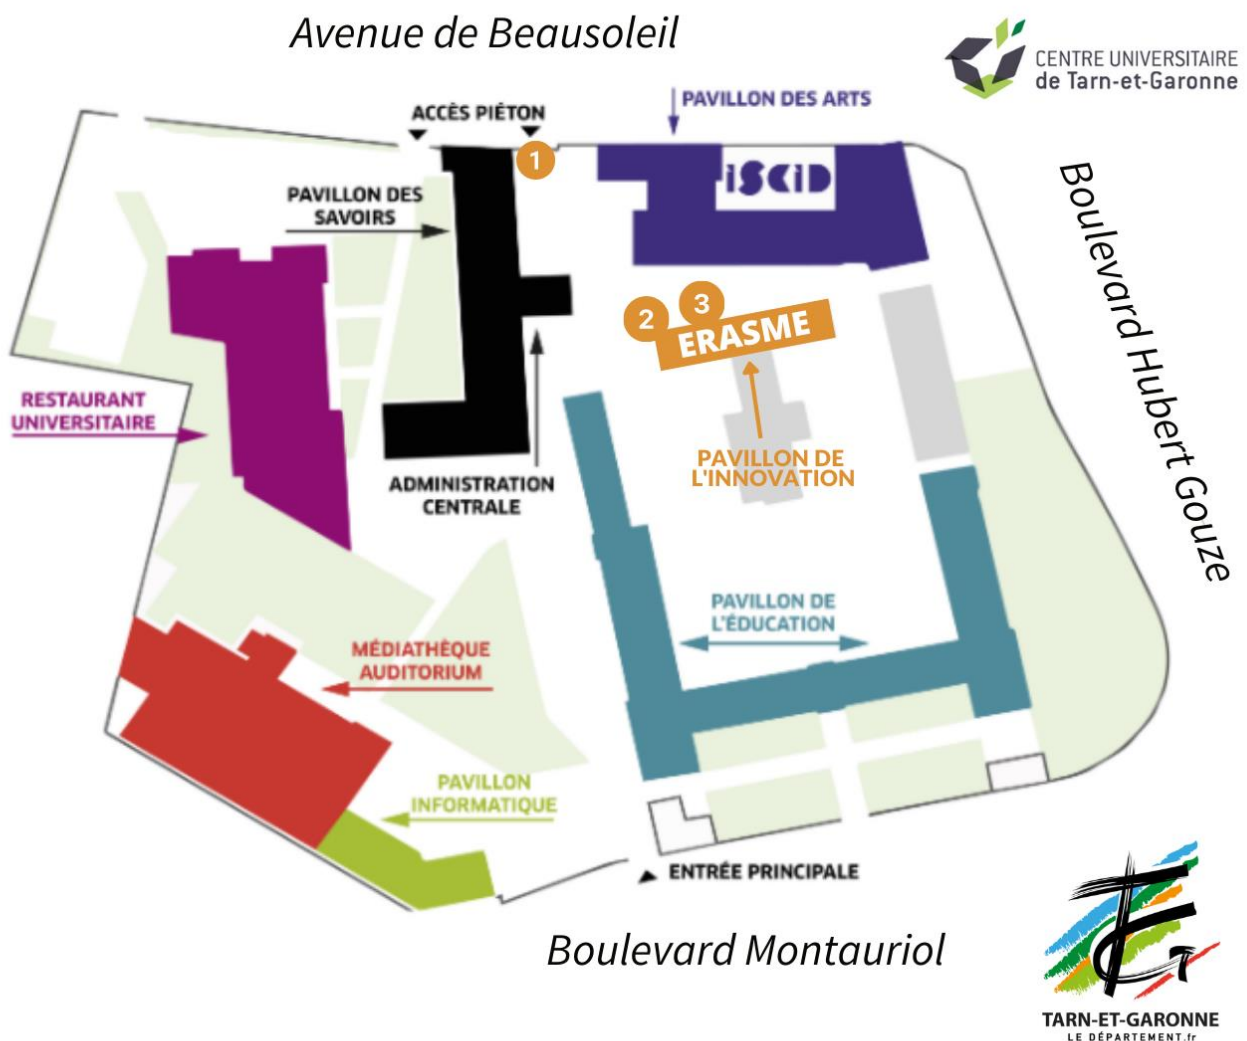 Avenue de Beausoleil
CENTRE UNIVERSITAIRE
de Tarn-et-Garonne
PAVILLON DES ARTS
ACCÈS PIÉTON
1
iSCiD
PAVILLON DES
SAVOIRS
Boulevard Hubert Gouze
2
3
ERASME
RESTAURANT
UNIVERSITAIRE
PAVILLON DE
L'INNOVATION
ADMINISTRATION
CENTRALE
PAVILLON DE
L'ÉDUCATION
MÉDIATHÈQUE
AUDITORIUM
PAVILLON
INFORMATIQUE
ENTRÉE PRINCIPALE
Boulevard Montauriol
TARN-ET-GARONNE
LE DÉPARTEMENT.fr